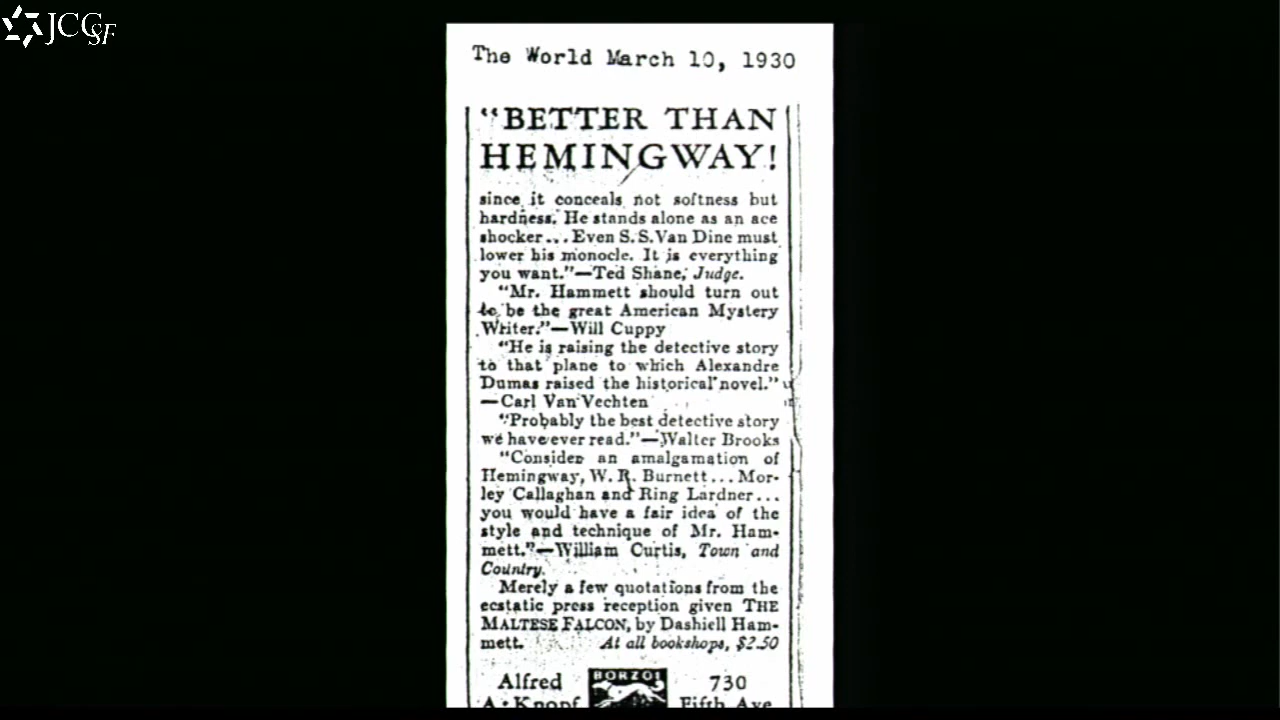 JCCSF
The World March 10, 1930
"BETTER THAN
HEMINGWAY!
since it conceals not softness but
hardness. He stands alone as an ace
shocker... Even S. S. Van Dine must
lower his monocle. It is everything
you want."—Ted Shane, Judge.
"Mr. Hammett should turn out
to be the great American Mystery
Writer."—Will Cuppy
"He is raising the detective story
to that plane to which Alexandre
Dumas raised the historical novel."
—Carl Van Vechten
"Probably the best detective story
we have ever read."—Walter Brooks
"Consider an amalgamation of
Hemingway, W. R. Burnett... Mor-
ley Callaghan and Ring Lardner...
you would have a fair idea of the
style and technique of Mr. Ham-
mett."—William Curtis, Town and
Country.
Merely a few quotations from the
ecstatic press reception given THE
MALTESE FALCON, by Dashiell Ham-
mett. At all bookshops, $2.50
Alfred BORZOI 730
A. Knopf Fifth Ave